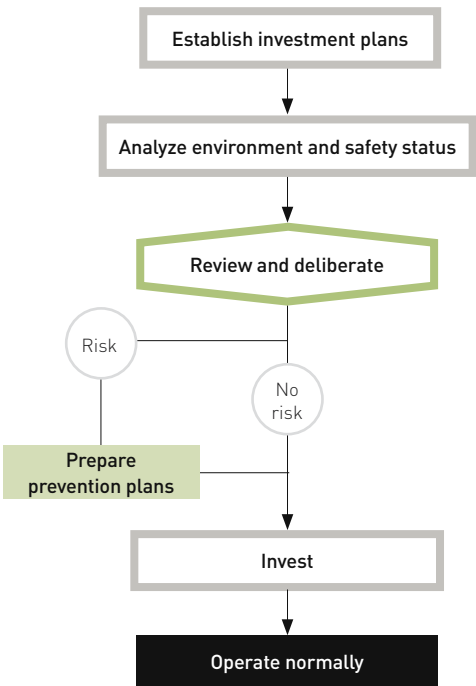 Establish investment plans
Analyze environment and safety status
Review and deliberate
Risk
No
risk
Prepare
prevention plans
Invest
Operate normally